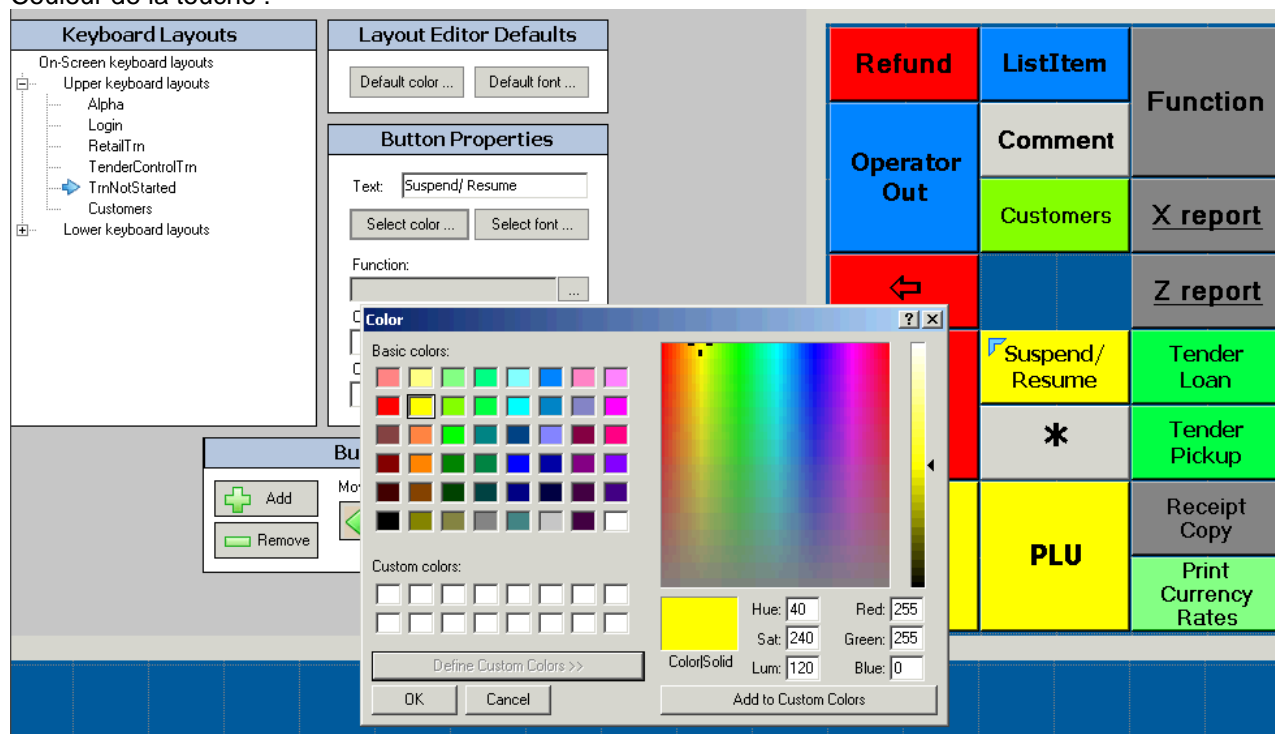 Couleur de la touche :
Keyboard Layouts
On-Screen keyboard layouts
Upper keyboard layouts
Alpha
Login
RetailTrn
TenderControlTrn
TrnNotStarted
Customers
Lower keyboard layouts
Layout Editor Defaults
Default color ...
Default font ...
Button Properties
Text: Suspend/ Resume
Select color ...
Select font ...
Function:
...
Bu
Add
Remove
Mo
Color
Basic colors:
Custom colors:
Define Custom Colors >>
OK
Cancel
Color|Solid
Hue: 40
Sat: 240
Lum: 120
Red: 255
Green: 255
Blue: 0
Add to Custom Colors
Refund
ListItem
Function
Operator
Out
Comment
Customers
X report
Z report
Suspend/
Resume
Tender
Loan
*
Tender
Pickup
PLU
Receipt
Copy
Print
Currency
Rates